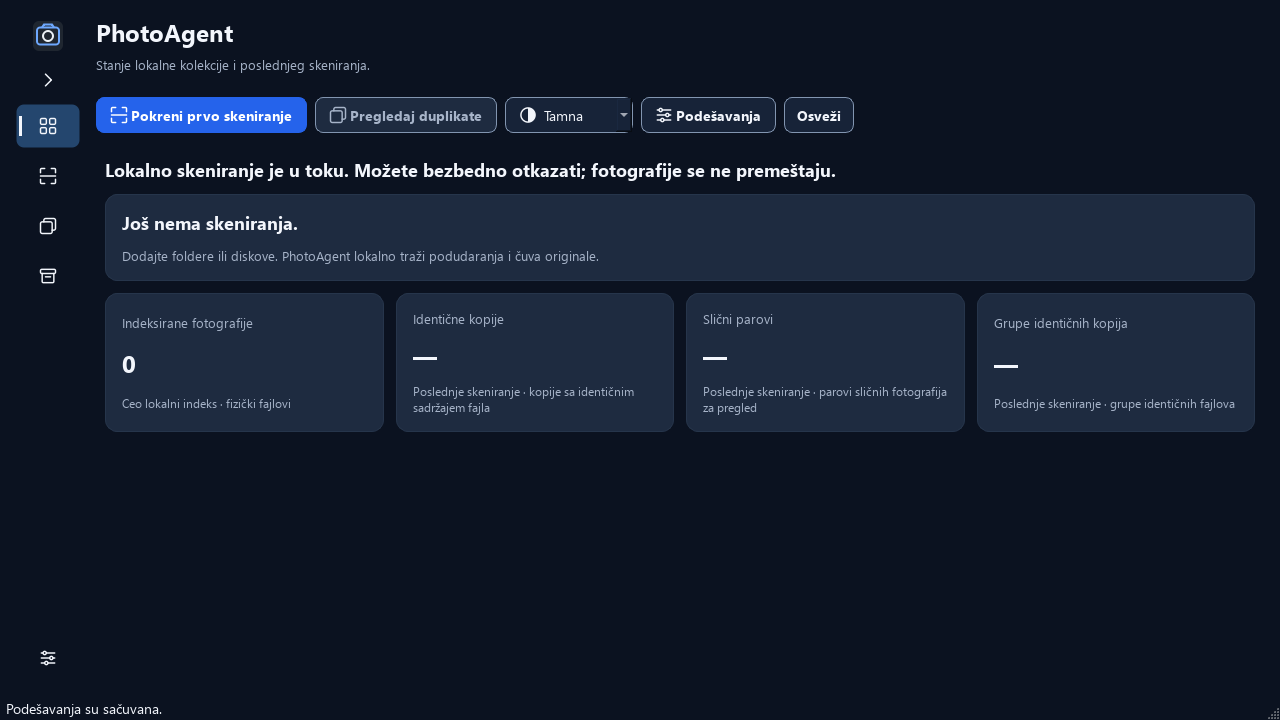 PhotoAgent
Stanje lokalne kolekcije i poslednjeg skeniranja.
Pokreni prvo skeniranje
Pregledaj duplikate
Tamna
Podešavanja
Osveži
Lokalno skeniranje je u toku. Možete bezbedno otkazati; fotografije se ne premeštaju.
Još nema skeniranja.
Dodajte foldere ili diskove. PhotoAgent lokalno traži podudaranja i čuva originale.
Indeksirane fotografije
0
Ceo lokalni indeks · fizički fajlovi
Identične kopije
—
Poslednje skeniranje · kopije sa identičnim
sadržajem fajla
Slični parovi
—
Poslednje skeniranje · parovi sličnih fotografija
za pregled
Grupe identičnih kopija
—
Poslednje skeniranje · grupe identičnih fajlova
Podešavanja su sačuvana.